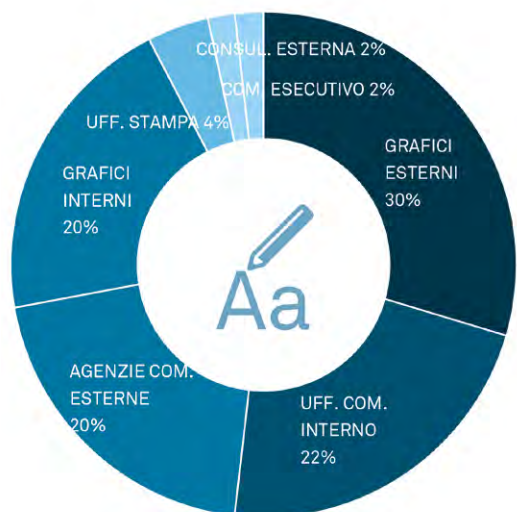 CONSUL. ESTERNA 2%
COM. ESECUTIVO 2%
UFF. STAMPA 4%
GRAFICI
ESTERNI
30%
GRAFICI
INTERNI
20%
Aa
AGENZIE COM.
ESTERNE
20%
UFF. COM.
INTERNO
22%